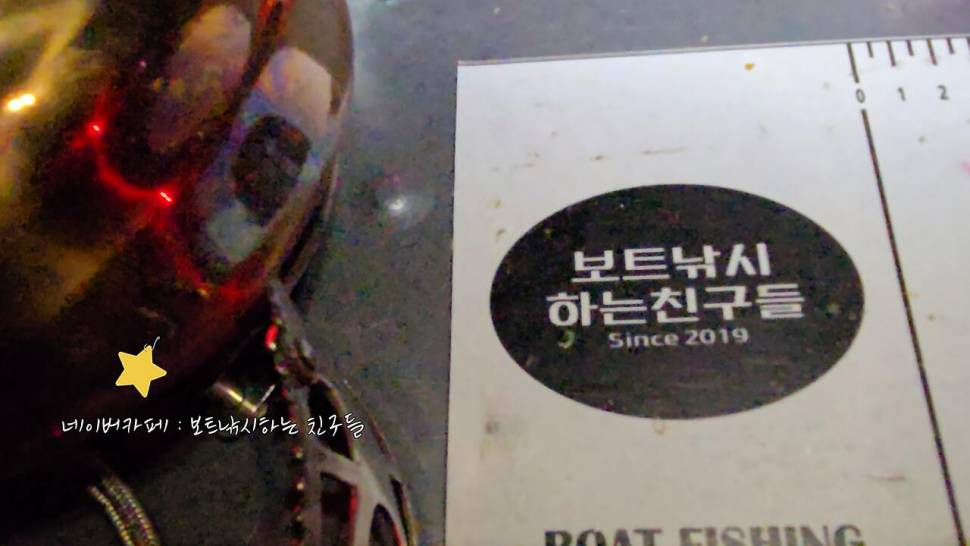 0 1 2
보트낚시
하는친구들
Since 2019
네이버카페 : 보트낚시하는 친구들
BOAT FISHING